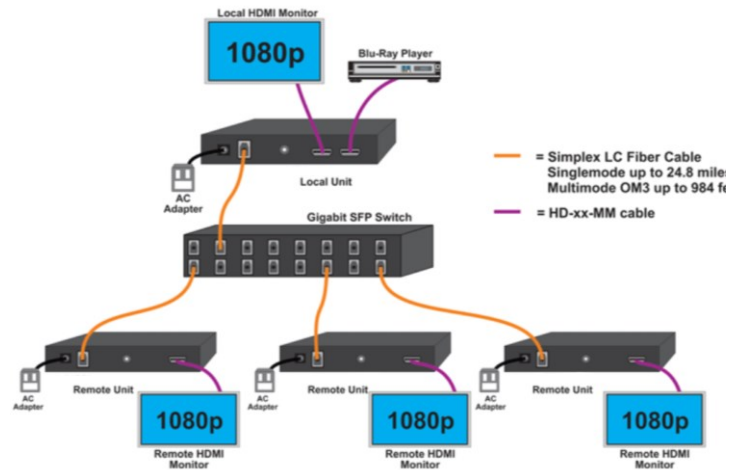 Local HDMI Monitor
1080p
Blu-Ray Player
AC
Adapter
Local Unit
= Simplex LC Fiber Cable
Singlemode up to 24.8 miles
Multimode OM3 up to 984 fe
= HD-xx-MM cable
Gigabit SFP Switch
AC
Adapter
Remote Unit
1080p
Remote HDMI
Monitor
AC
Adapter
Remote Unit
1080p
Remote HDMI
Monitor
AC
Adapter
Remote Unit
1080p
Remote HDMI
Monitor